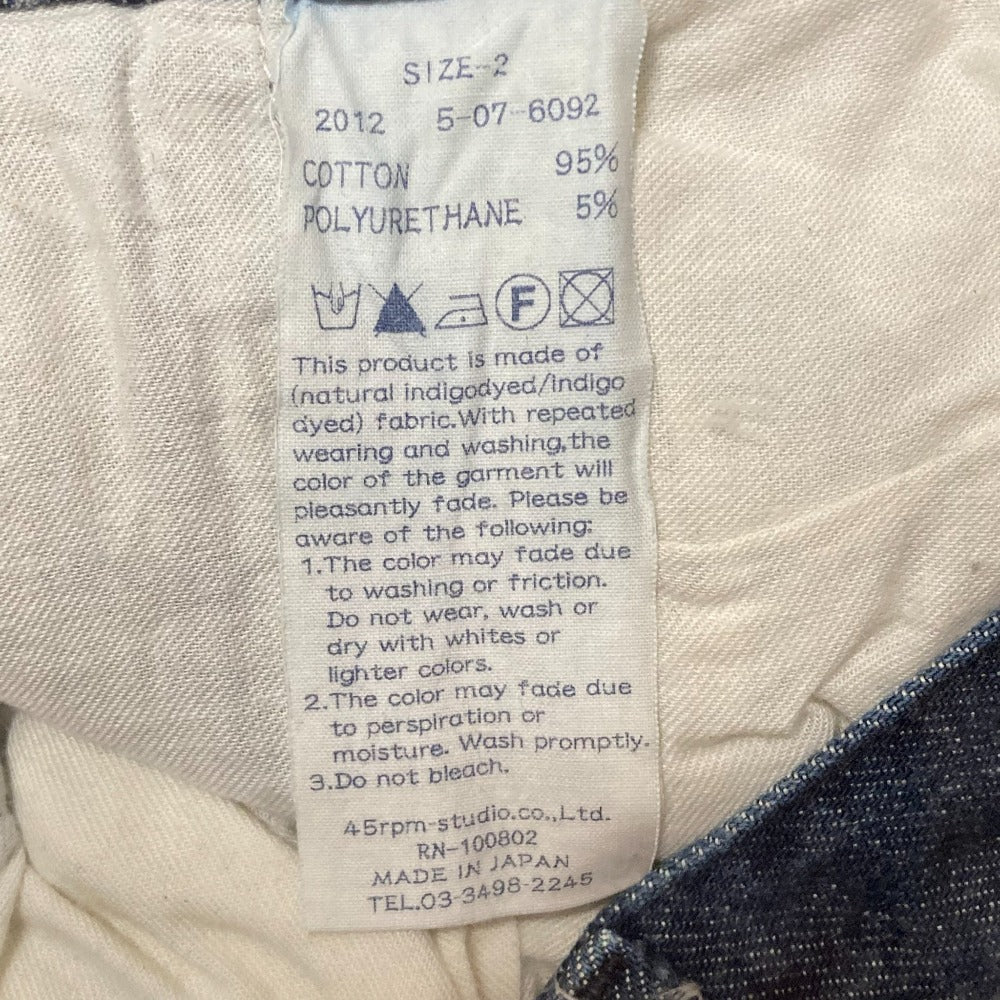 SIZE-2
2012 5-07-6092
COTTON 95%
POLYURETHANE 5%
F
This product is made of
(natural indigodyed/indigo
dyed) fabric.With repeated
wearing and washing,the
color of the garment will
pleasantly fade. Please be
aware of the following:
1.The color may fade due
to washing or friction.
Do not wear, wash or
dry with whites or
lighter colors.
2.The color may fade due
to perspiration or
moisture. Wash promptly.
3.Do not bleach.
45rpm-studio.co.,Ltd.
RN-100802
MADE IN JAPAN
TEL.03-3498-2245